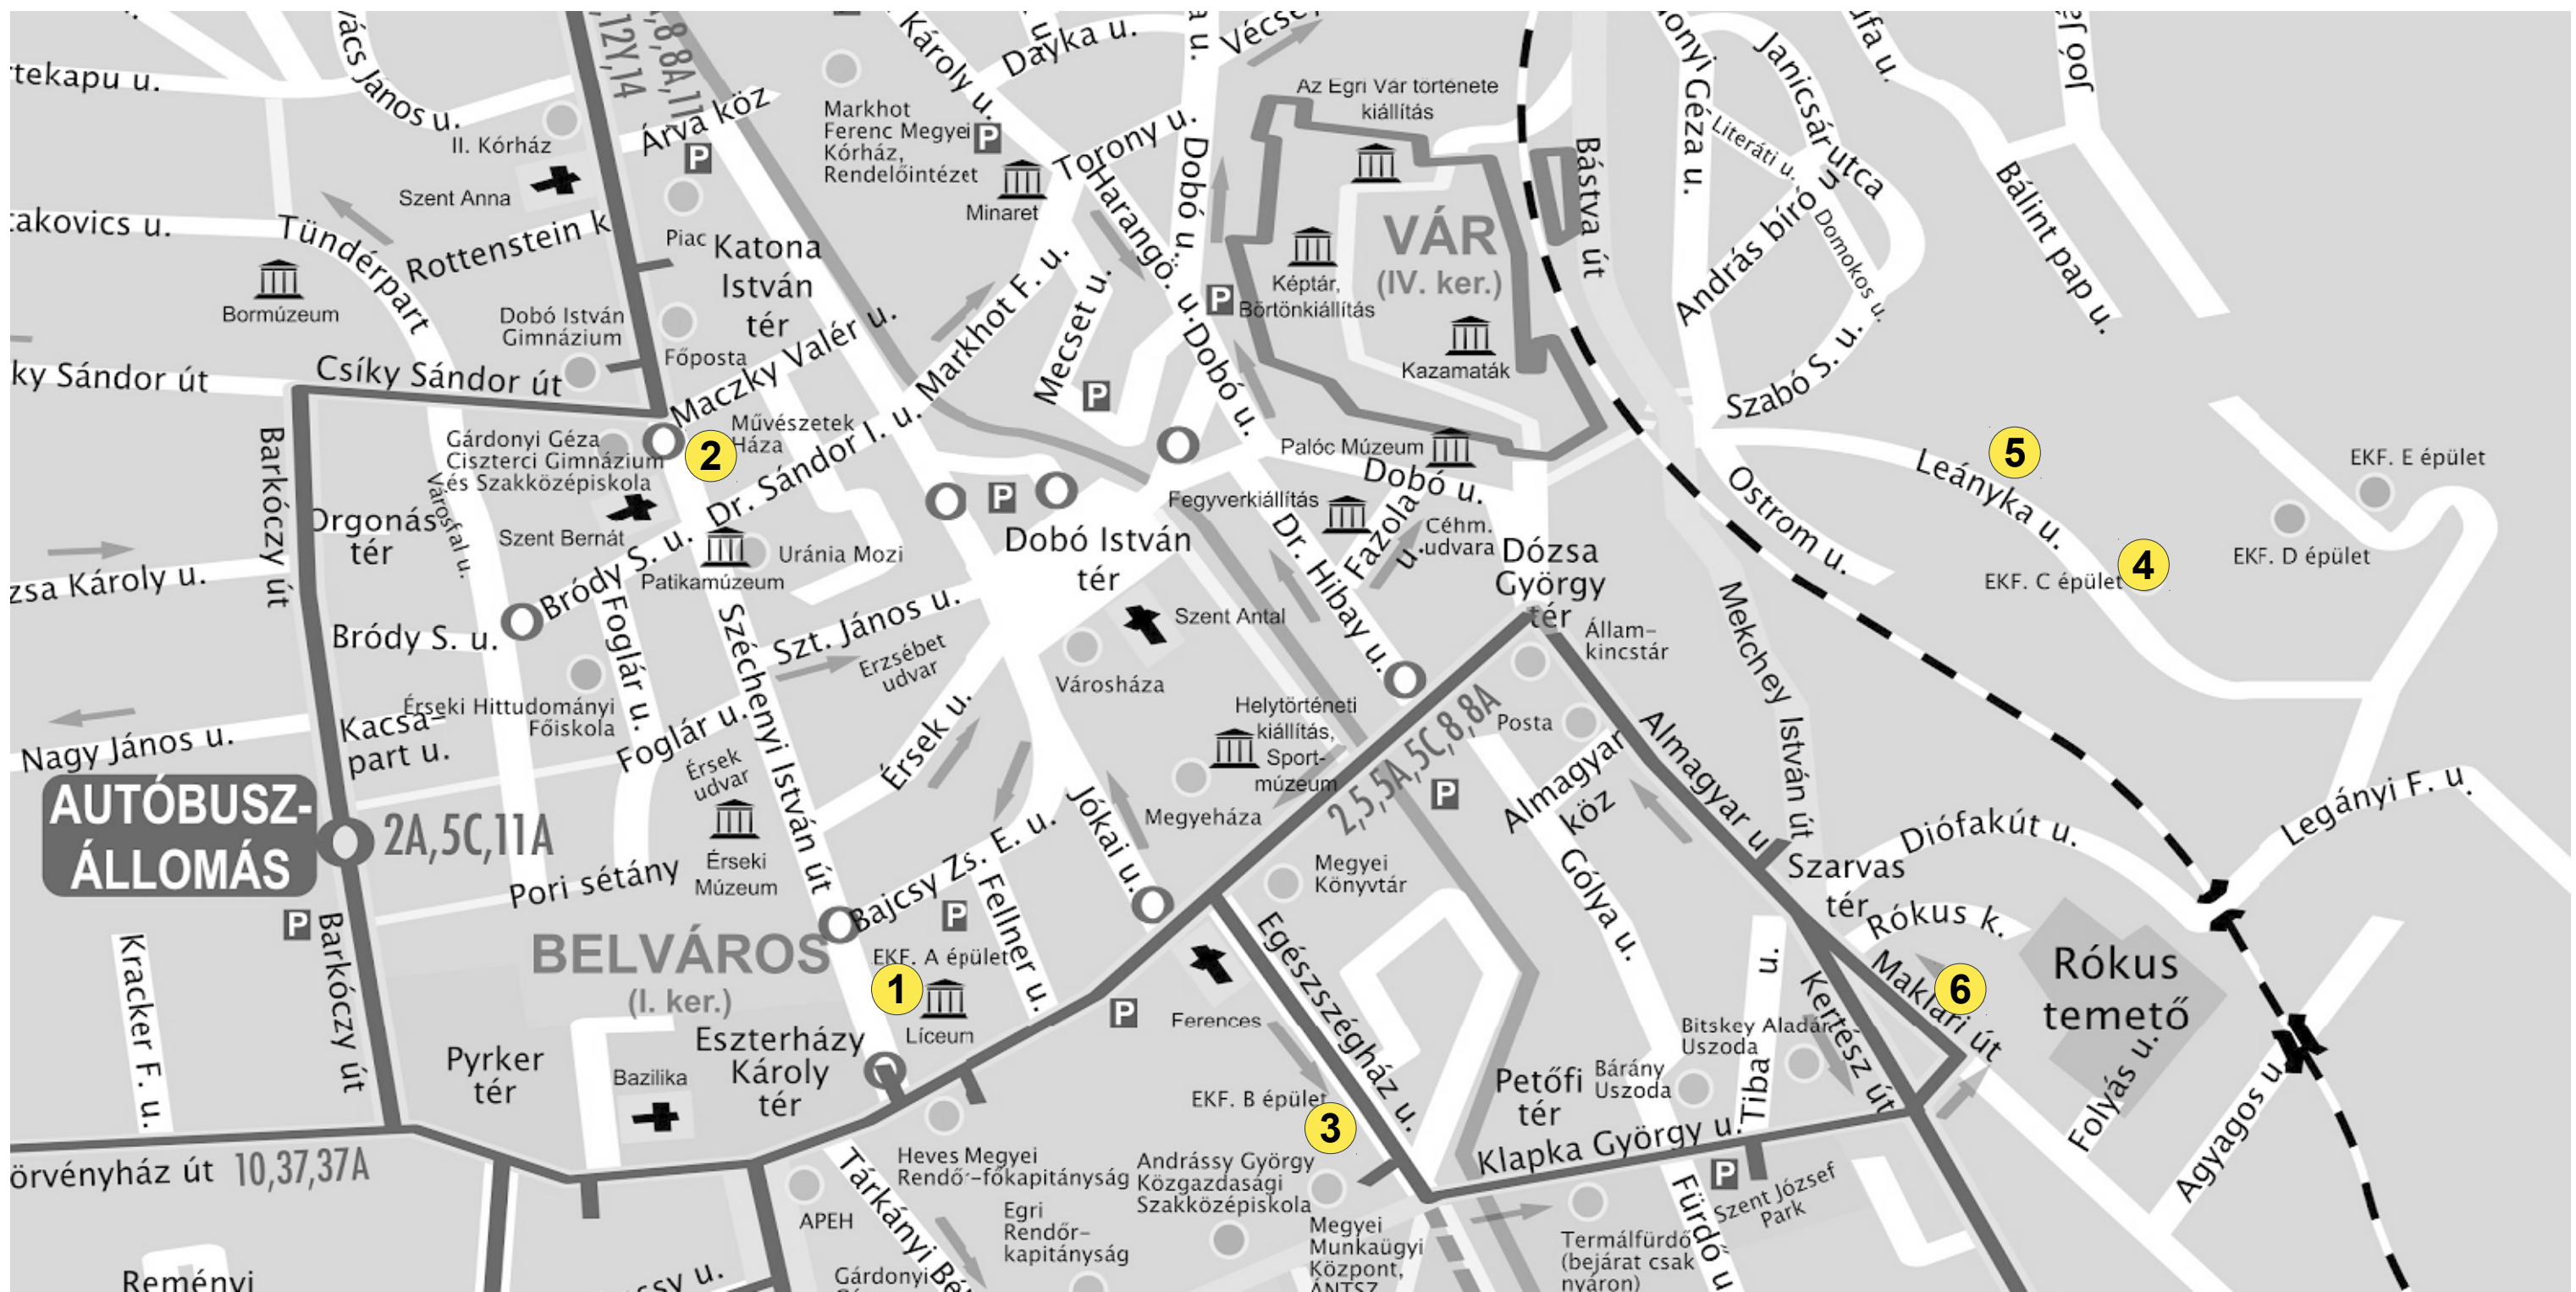 Károly u.
Dayka u.
Janicsár utca
tekapu u.
12Y,14
Árva köz
II. Kórház
Markhot
Ferenc Megyei
Kórház,
Rendelőintézet
P
P
Torony u.
Az Egri Vár története
kiállítás
Literáti u.
Szent Anna
Rottenstein k
Piac
Minaret
Harangö. u.
Dobó u.
VÁR
(IV. ker.)
Bástva út
András bíró
Domokos u.
Bálint pap u.
Tündérpart
Bormúzeum
Katona
István
tér
Mecset u.
P
Képtár,
Börtönkiállítás
Kazamaták
Dobó István
Gimnázium
Főposta
Maczky Valér u.
Markhot F. u.
P
Dobó u.
Szabó S. u.
ky Sándor út
Csíky Sándor út
Barkóczy út
Gárdonyi Géza
Ciszterci Gimnázium
és Szakközépiskola
2
Művészetek
Háza
Dr. Sándor I. u.
Palóc Múzeum
Dobó u.
Leányka u.
5
EKF. E épület
Városfal u.
Orgonás
tér
Szent Bernát
Patikamúzeum
Uránia Mozi
P
Dobó István
tér
Fegyverkiállítás
Fazola
u.
Céhm.
udvara
Dózsa
György
tér
Ostrom u.
EKF. C épület
4
EKF. D épület
zsa Károly u.
Bródy S. u.
Bródy S. u.
Foglár u.
Széchenyi István út
Szt. János u.
Erzsébet
udvar
Szent Antal
Városháza
Dr. Hibay u.
Állam-
kincstár
Mekchey István út
Érseki Hittudományi
Főiskola
Kacsa-
part u.
Nagy János u.
Foglár u.
Érsek
udvar
Érsek u.
Helytörténeti
kiállítás,
Sport-
múzeum
Posta
2,5,5A,5C,8,8A
Almagyar
köz
Almagyar u.
AUTÓBUSZ-
ÁLLOMÁS
2A,5C,11A
Érseki
Múzeum
Pori sétány
Bajcsy Zs. E. u.
Jókai u.
Megyeháza
P
Megyei
Könyvtár
Gólya u.
Szarvas
tér
Diófakút u.
Legányi F. u.
P
Barkóczy út
Kracker F. u.
BELVÁROS
(I. ker.)
P
Fellner u.
EKF. A épület
1
Líceum
P
Ferences
Egészségház u.
Rókus k.
Maklári út
6
Rókus
temető
Kertész út
Folyás u.
Agyagos u.
Pyrker
tér
Bazilika
Eszterházy
Károly
tér
EKF. B épület
3
Petőfi
tér
Bárány
Uszoda
Bitskey Aladár
Uszoda
Tiba u.
Klapka György u.
P
Szent József
Park
örvényház út
10,37,37A
APEH
Tárkányi Bé
Heves Megyei
Rendőr-főkapitányság
Egri
Rendőr-
kapitányság
Andrássy György
Közgazdasági
Szakközépiskola
Megyei
Munkaügyi
Központ,
ÁNTSZ
Termálfürdő
(bejárat csak
nyáron)
Fürdő u
Reményi
Gárdonyi